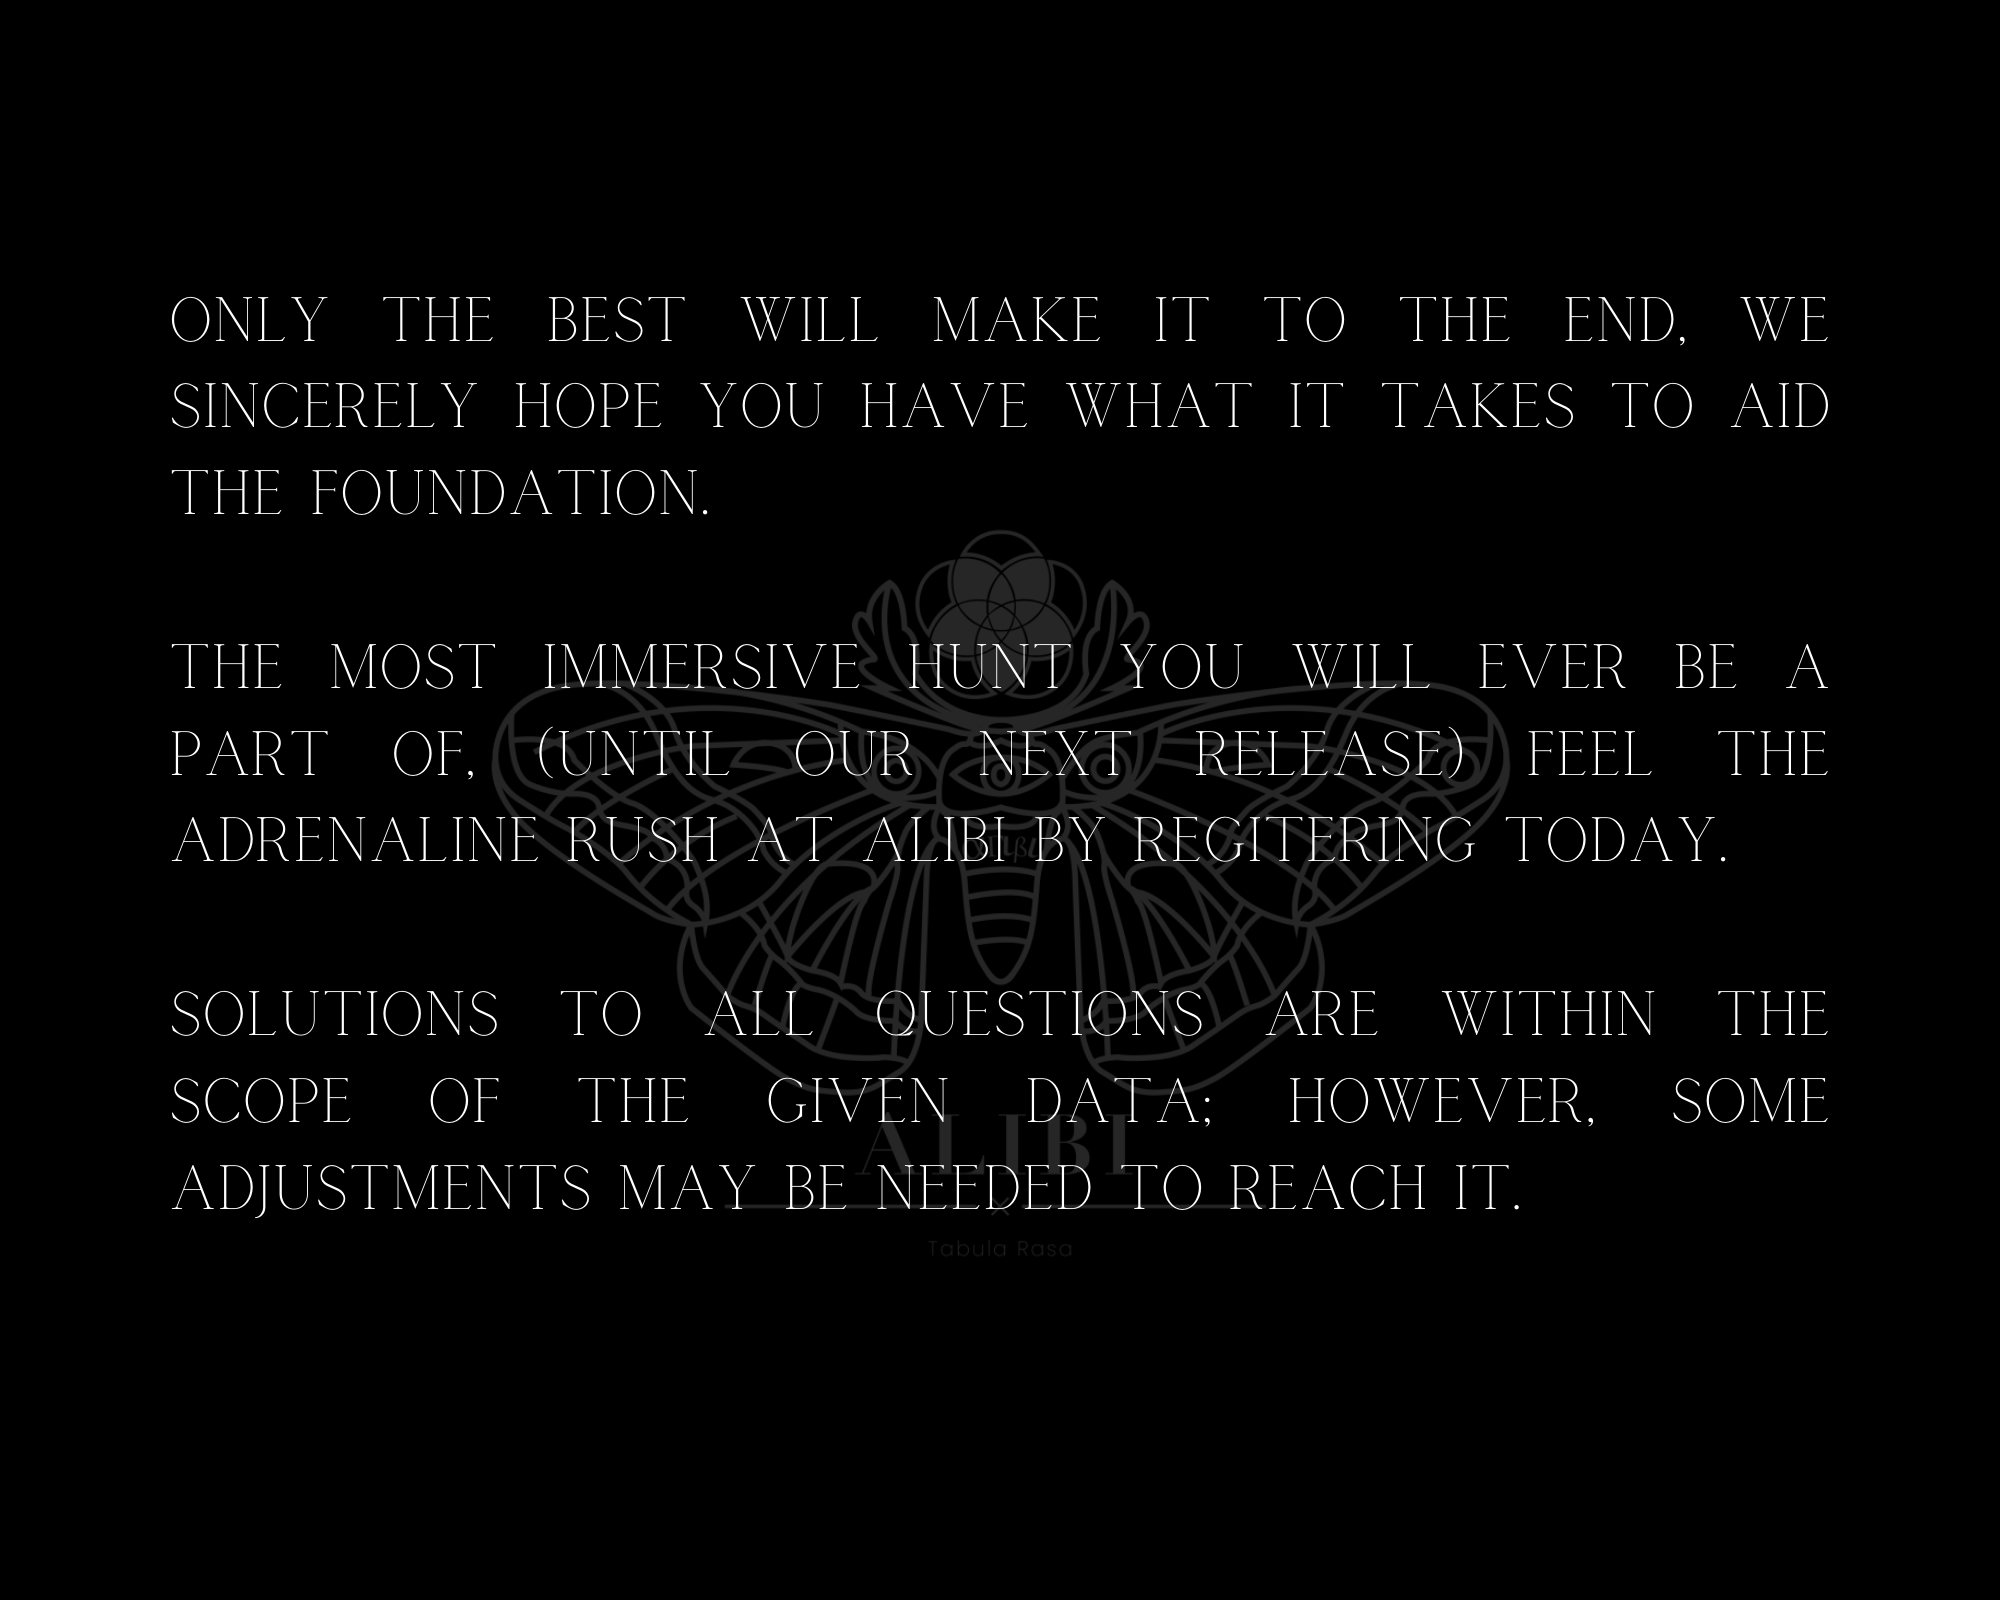 ONLY THE BEST WILL MAKE IT TO THE END, WE
SINCERELY HOPE YOU HAVE WHAT IT TAKES TO AID
THE FOUNDATION.
THE MOST IMMERSIVE HUNT YOU WILL EVER BE A
PART OF, (UNTIL OUR NEXT RELEASE) FEEL THE
ADRENALINE RUSH AT ALIBI BY REGITERING TODAY.
SOLUTIONS TO ALL QUESTIONS ARE WITHIN THE
SCOPE OF THE GIVEN DATA; HOWEVER, SOME
ADJUSTMENTS MAY BE NEEDED TO REACH IT.
ALIBI
Tabula Rasa